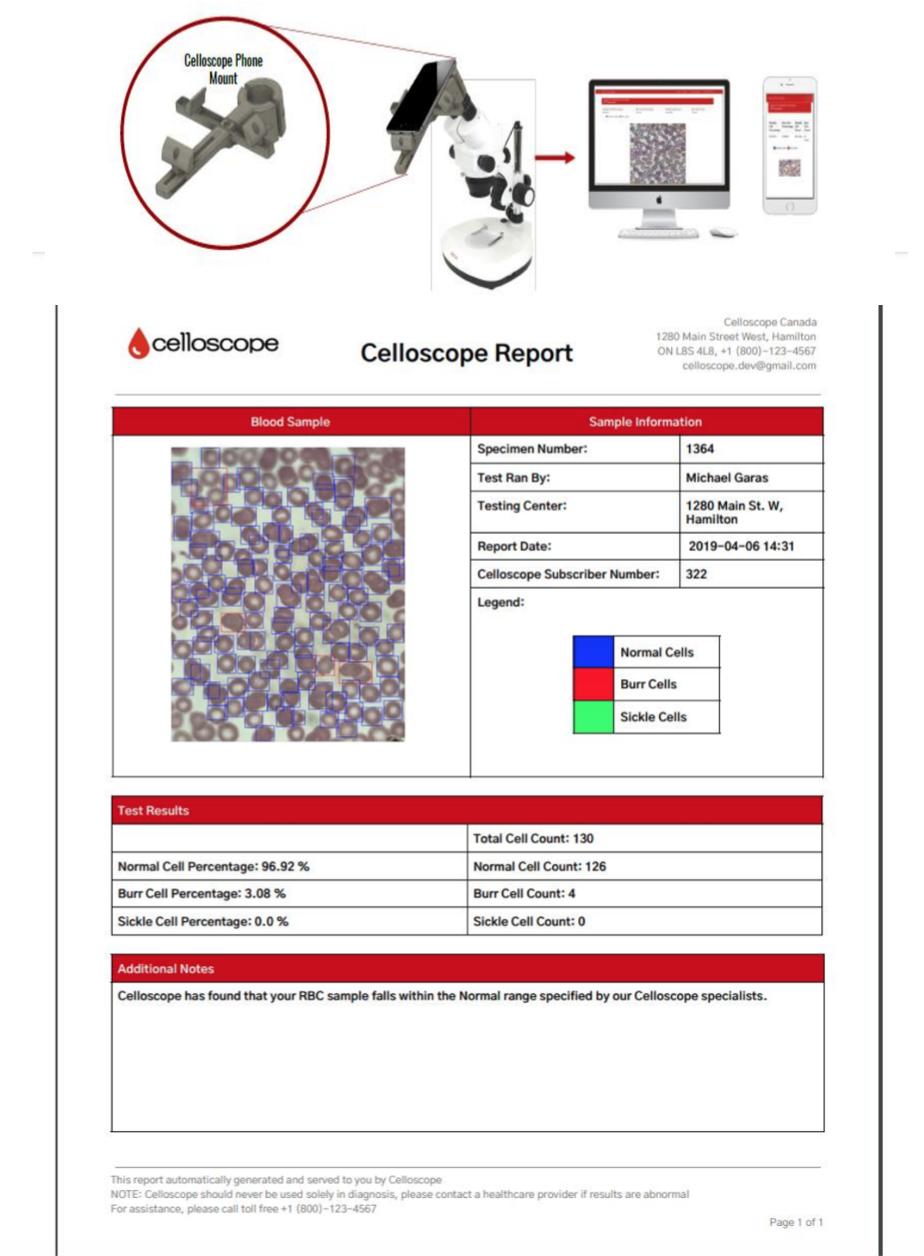 Celloscope Phone
Mount
celloscope
Celloscope Report
Celloscope Canada
1280 Main Street West, Hamilton
ON L8S 4L8, +1 (800)-123-4567
celloscope.dev@gmail.com
Blood Sample
Sample Information
Specimen Number: 1364
Test Ran By: Michael Garas
Testing Center: 1280 Main St. W,
Hamilton
Report Date: 2019-04-06 14:31
Celloscope Subscriber Number: 322
Legend:
Normal Cells
Burr Cells
Sickle Cells
Test Results
Total Cell Count: 130
Normal Cell Percentage: 96.92 % Normal Cell Count: 126
Burr Cell Percentage: 3.08 % Burr Cell Count: 4
Sickle Cell Percentage: 0.0 % Sickle Cell Count: 0
Additional Notes
Celloscope has found that your RBC sample falls within the Normal range specified by our Celloscope specialists.
This report automatically generated and served to you by Celloscope
NOTE: Celloscope should never be used solely in diagnosis, please contact a healthcare provider if results are abnormal
For assistance, please call toll free +1 (800)-123-4567
Page 1 of 1